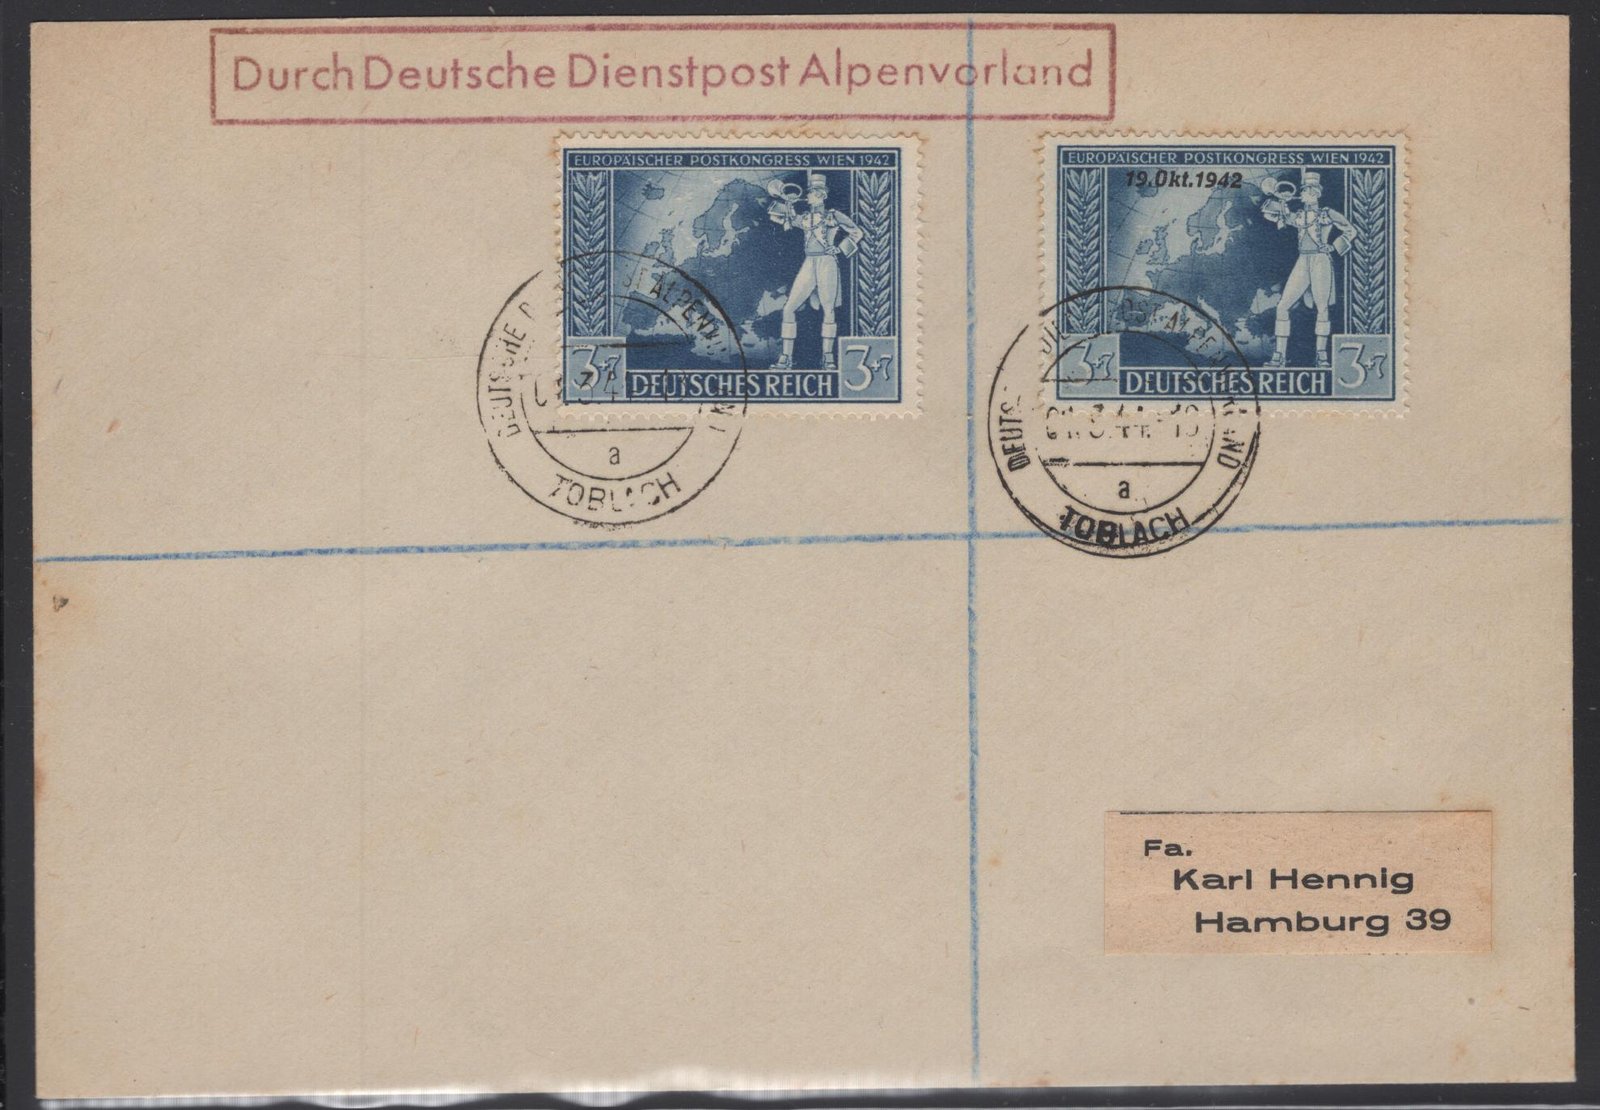 Durch Deutsche Dienstpost Alpenvorland
EUROPÄISCHER POSTKONGRESS WIEN 1942
3+7
DEUTSCHES REICH
3+7
EUROPÄISCHER POSTKONGRESS WIEN 1942
19.Okt.1942
3+7
DEUTSCHES REICH
3+7
DEUTSCHE
a
TOBLACH
a
TOBLACH
Fa.
Karl Hennig
Hamburg 39